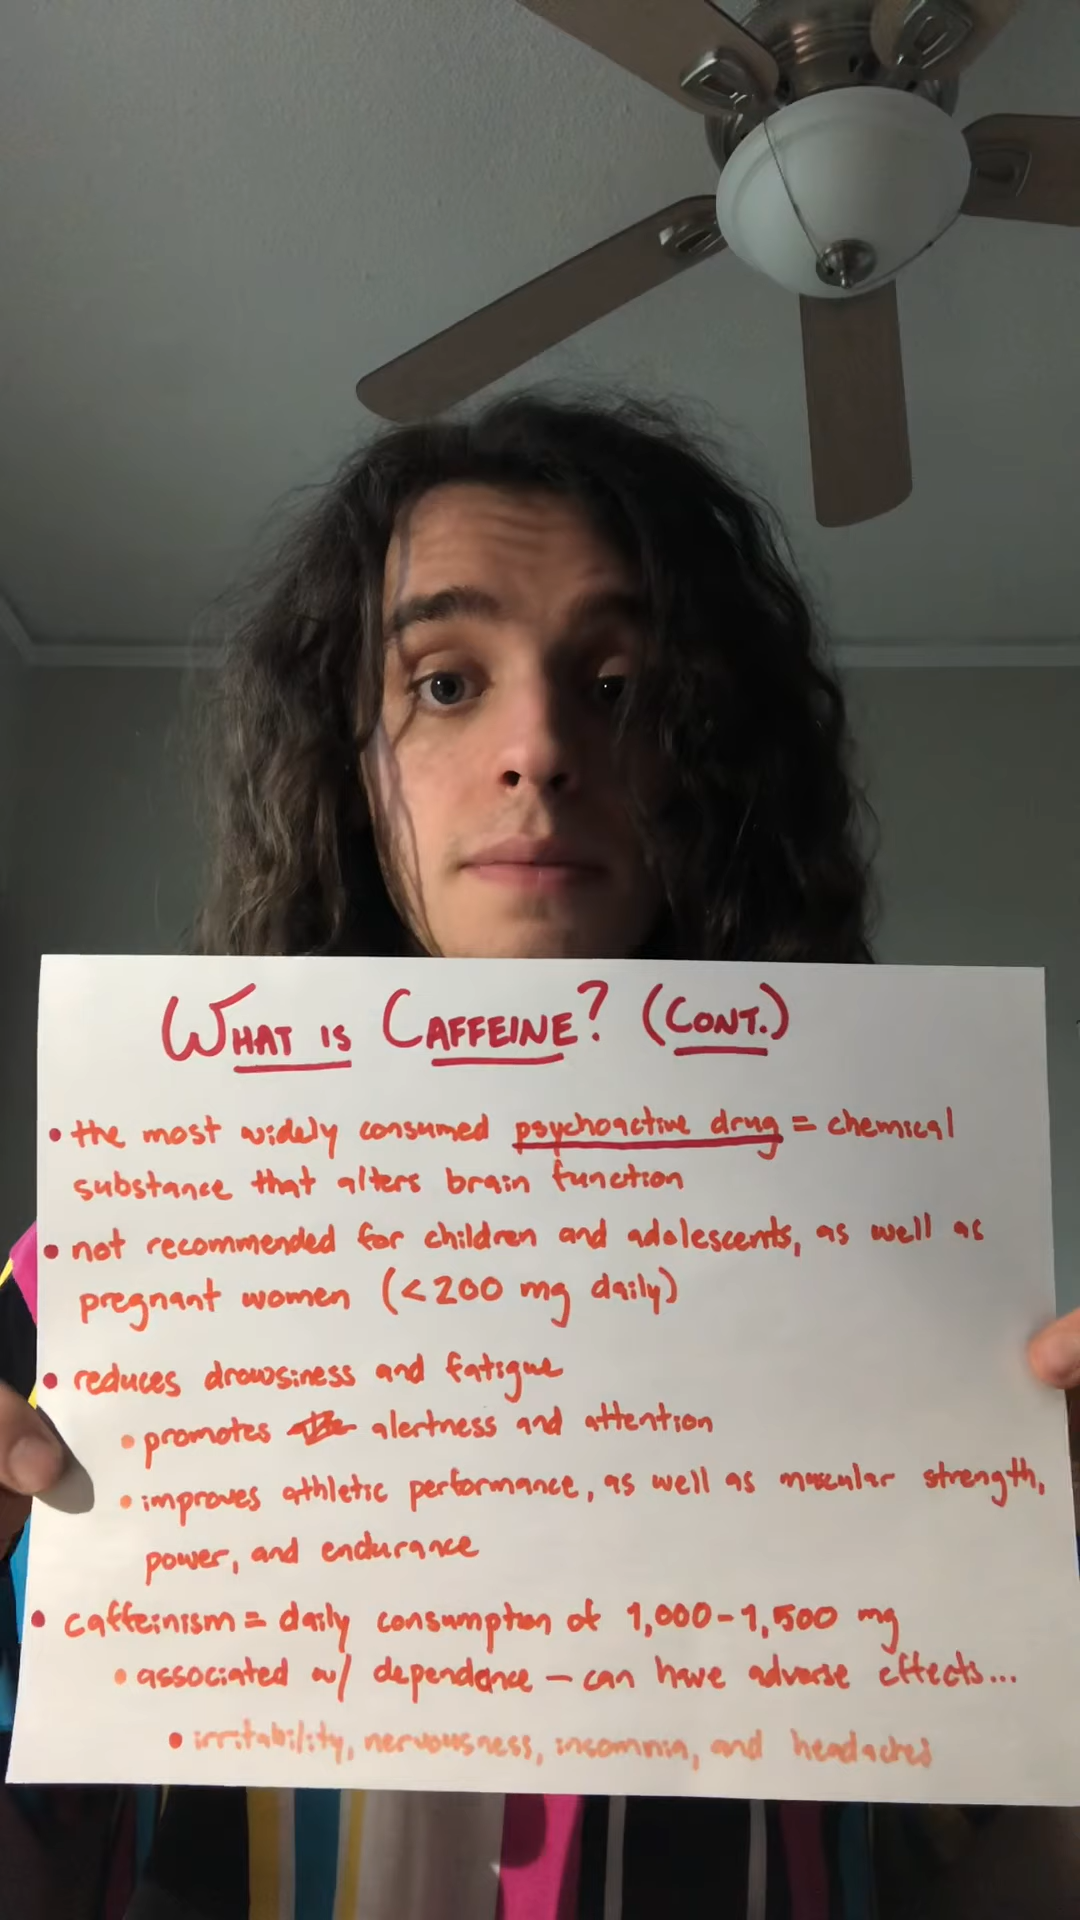 WHAT IS CAFFEINE? (CONT.)
• the most widely consumed psychoactive drug = chemical
substance that alters brain function
• not recommended for children and adolescents, as well as
pregnant women (<200 mg daily)
• reduces drowsiness and fatigue
• promotes alertness and attention
• improves athletic performance, as well as muscular strength,
power, and endurance
• caffeinism = daily consumption of 1,000-1,500 mg
• associated w/ dependence – can have adverse effects...
• irritability, nervousness, insomnia, and headaches